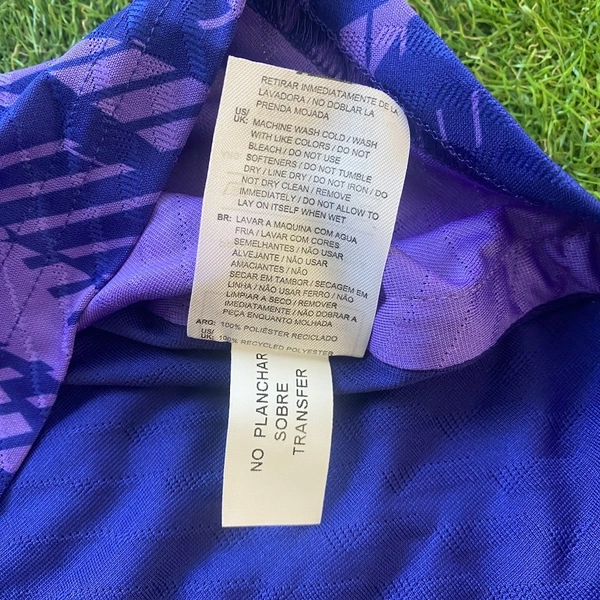 RETIRAR INMEDIATAMENTE DE LA
LAVADORA / NO DOBLAR LA
PRENDA MOJADA
US/
UK: MACHINE WASH COLD / WASH
WITH LIKE COLORS / DO NOT
BLEACH / DO NOT USE
SOFTENERS / DO NOT TUMBLE
DRY / LINE DRY / DO NOT IRON / DO
NOT DRY CLEAN / REMOVE
IMMEDIATELY / DO NOT ALLOW TO
LAY ON ITSELF WHEN WET
BR: LAVAR A MAQUINA COM AGUA
FRIA / LAVAR COM CORES
SEMELHANTES / NÃO USAR
ALVEJANTE / NÃO USAR
AMACIANTES / NÃO
SECAR EM TAMBOR / SECAGEM EM
LINHA / NÃO USAR FERRO / NÃO
LIMPIAR A SECO / REMOVER
IMEDIATAMENTE / NÃO DOBRAR A
PEÇA ENQUANTO MOLHADA
ARG: 100% POLIÉSTER RECICLADO
US/
UK: 100% RECYCLED POLYESTER
NO PLANCHAR
SOBRE
TRANSFER